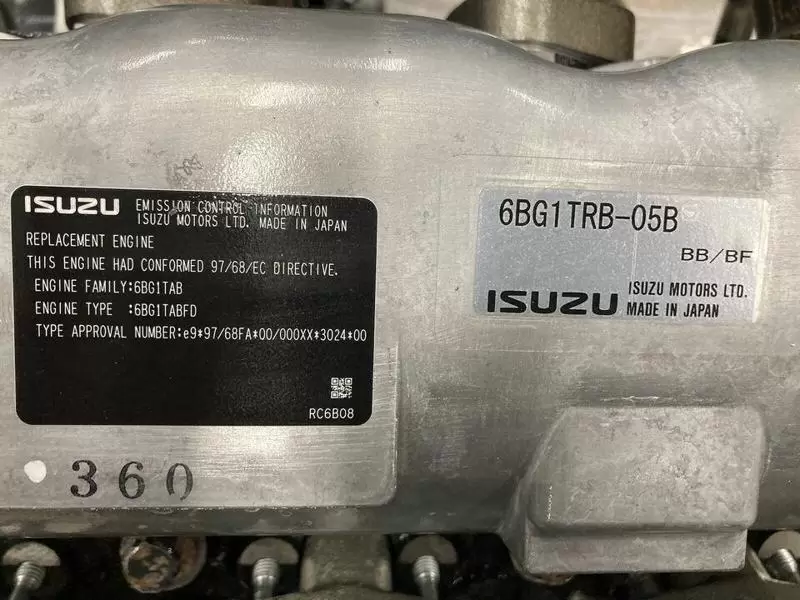 ISUZU EMISSION CONTROL INFORMATION
ISUZU MOTORS LTD. MADE IN JAPAN
REPLACEMENT ENGINE
THIS ENGINE HAD CONFORMED 97/68/EC DIRECTIVE.
ENGINE FAMILY:6BG1TAB
ENGINE TYPE :6BG1TABFD
TYPE APPROVAL NUMBER:e9*97/68FA*00/000XX*3024*00
RC6B08
360
6BG1TRB-05B
BB/BF
ISUZU ISUZU MOTORS LTD.
MADE IN JAPAN